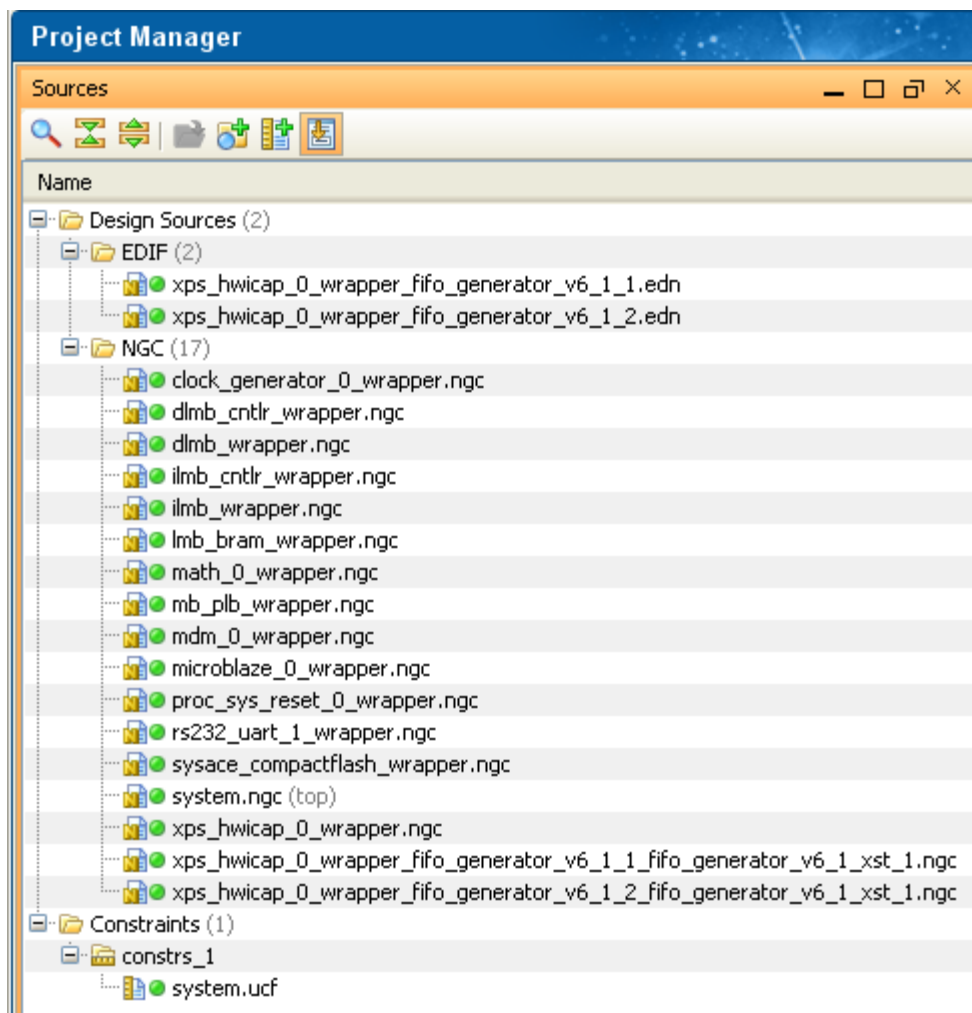 Project Manager
Sources
Name
Design Sources (2)
EDIF (2)
xps_hwicap_0_wrapper_fifo_generator_v6_1_1.edn
xps_hwicap_0_wrapper_fifo_generator_v6_1_2.edn
NGC (17)
clock_generator_0_wrapper.ngc
dlmb_cntlr_wrapper.ngc
dlmb_wrapper.ngc
ilmb_cntlr_wrapper.ngc
ilmb_wrapper.ngc
lmb_bram_wrapper.ngc
math_0_wrapper.ngc
mb_plb_wrapper.ngc
mdm_0_wrapper.ngc
microblaze_0_wrapper.ngc
proc_sys_reset_0_wrapper.ngc
rs232_uart_1_wrapper.ngc
sysace_compactflash_wrapper.ngc
system.ngc (top)
xps_hwicap_0_wrapper.ngc
xps_hwicap_0_wrapper_fifo_generator_v6_1_1_fifo_generator_v6_1_xst_1.ngc
xps_hwicap_0_wrapper_fifo_generator_v6_1_2_fifo_generator_v6_1_xst_1.ngc
Constraints (1)
constrs_1
system.ucf